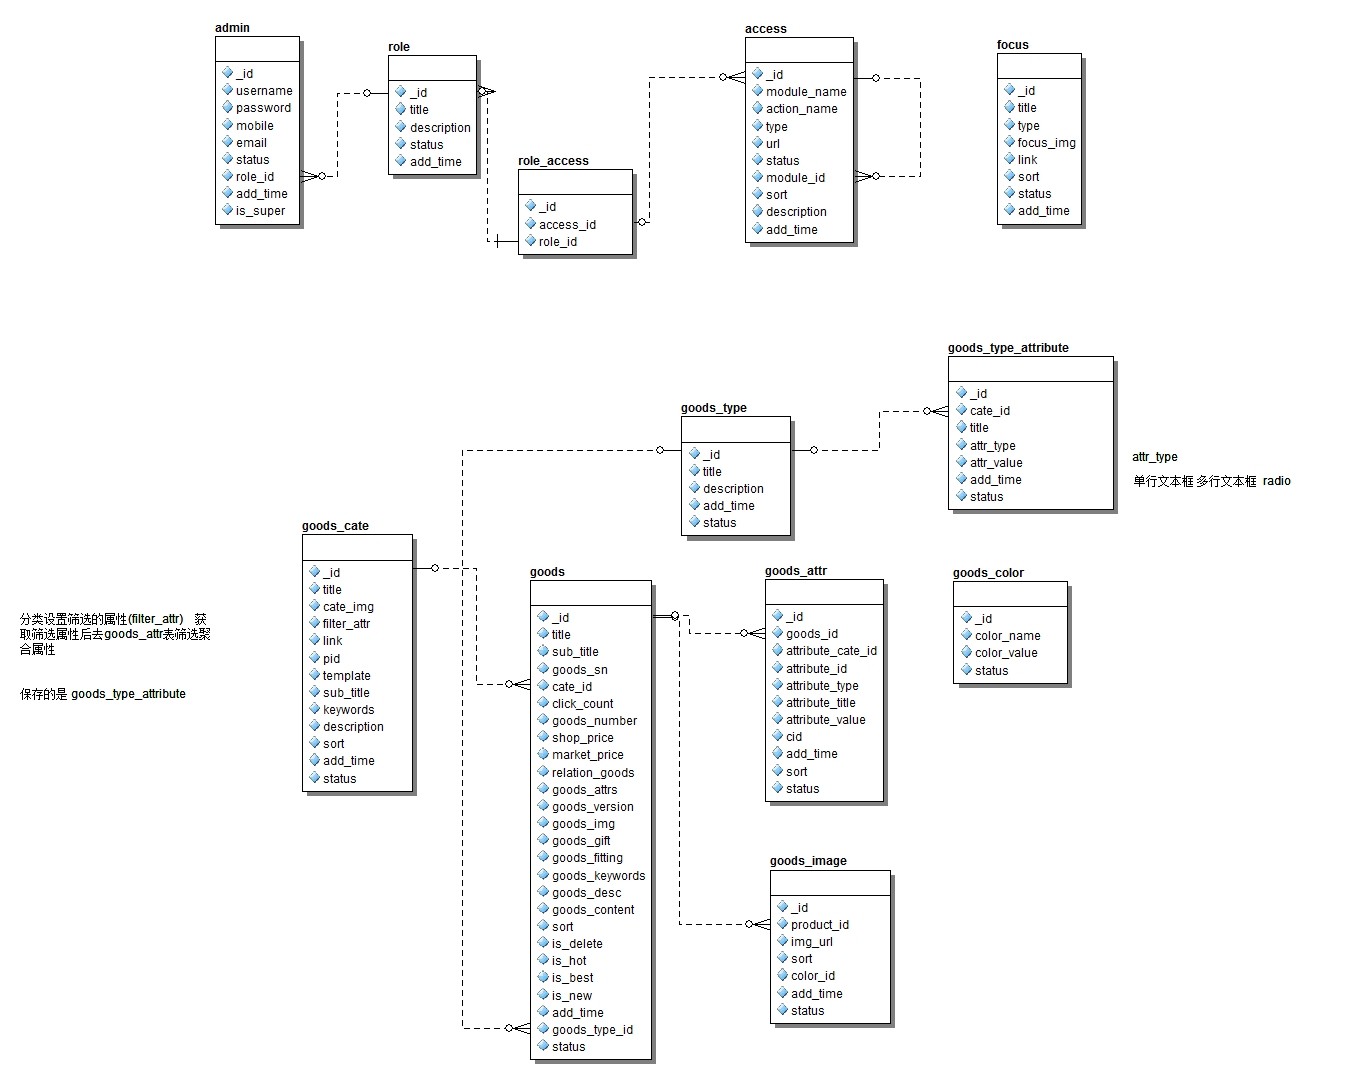 admin
_id
username
password
mobile
email
status
role_id
add_time
is_super
role
_id
title
description
status
add_time
role_access
_id
access_id
role_id
access
_id
module_name
action_name
type
url
status
module_id
sort
description
add_time
focus
_id
title
type
focus_img
link
sort
status
add_time
goods_type_attribute
_id
cate_id
title
attr_type
attr_value
add_time
status
attr_type
单行文本框 多行文本框 radio
goods_type
_id
title
description
add_time
status
goods_cate
_id
title
cate_img
filter_attr
link
pid
template
sub_title
keywords
description
sort
add_time
status
分类设置筛选的属性(filter_attr) 获
取筛选属性后去goods_attr表筛选聚
合属性
保存的是 goods_type_attribute
goods
_id
title
sub_title
goods_sn
cate_id
click_count
goods_number
shop_price
market_price
relation_goods
goods_attrs
goods_version
goods_img
goods_gift
goods_fitting
goods_keywords
goods_desc
goods_content
sort
is_delete
is_hot
is_best
is_new
add_time
goods_type_id
status
goods_attr
_id
goods_id
attribute_cate_id
attribute_id
attribute_type
attribute_title
attribute_value
cid
add_time
sort
status
goods_color
_id
color_name
color_value
status
goods_image
_id
product_id
img_url
sort
color_id
add_time
status